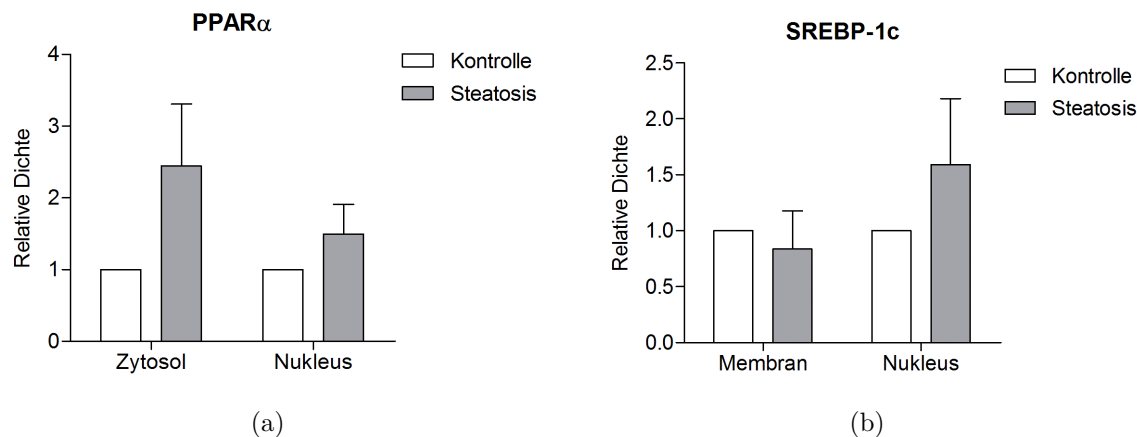 PPARα
4
3
2
1
0
Relative Dichte
Zytosol Nukleus
Kontrolle
Steatosis
(a)
SREBP-1c
2.5
2.0
1.5
1.0
0.5
0.0
Relative Dichte
Membran Nukleus
Kontrolle
Steatosis
(b)